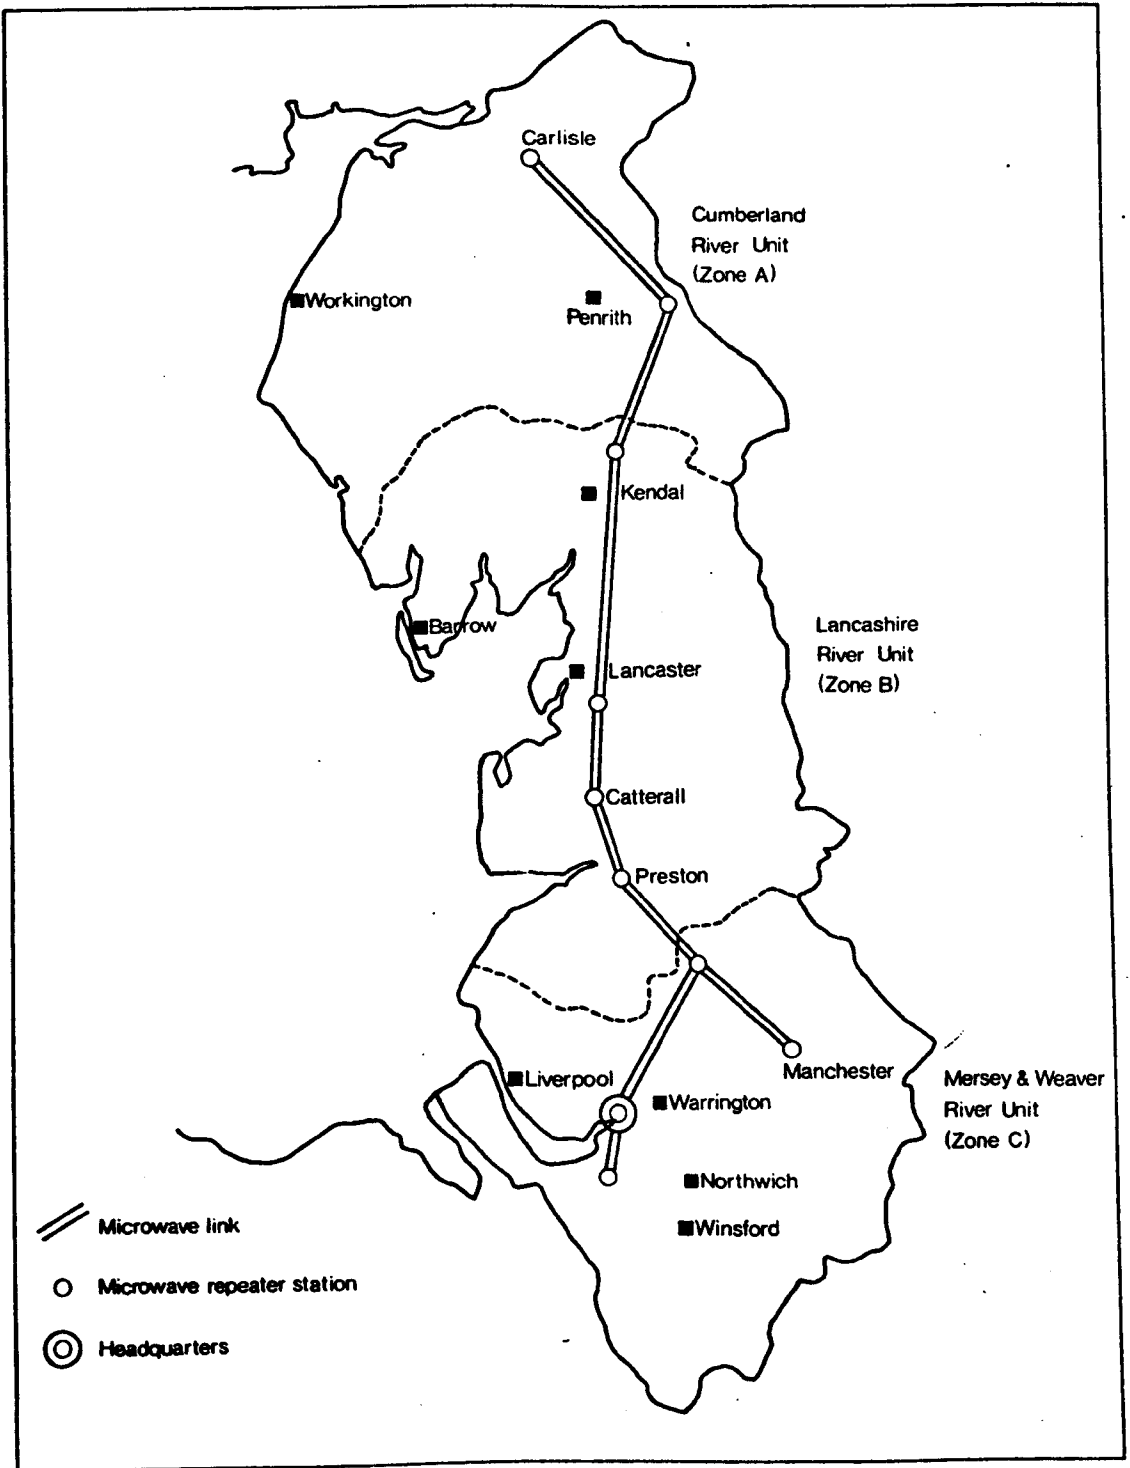 Carlisle
Cumberland
River Unit
(Zone A)
Workington
Penrith
Kendal
Barrow
Lancashire
River Unit
(Zone B)
Lancaster
Catterall
Preston
Manchester
Liverpool
Warrington
Mersey & Weaver
River Unit
(Zone C)
Northwich
Winsford
Microwave link
Microwave repeater station
Headquarters